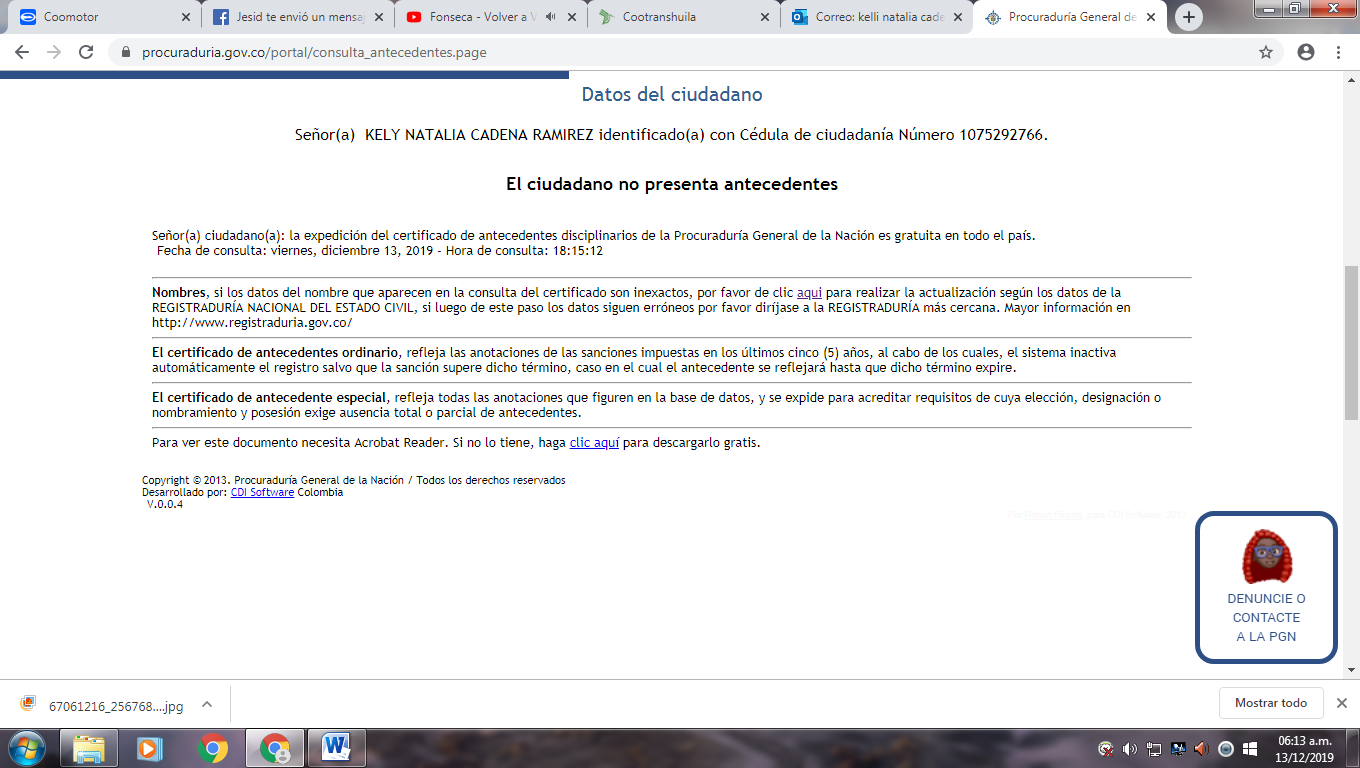 Coomotor
Jesid te envió un mensaj
Fonseca - Volver a V
Cootranshuila
Correo: kelli natalia cade
Procuraduría General de
procuraduria.gov.co/portal/consulta_antecedentes.page
Datos del ciudadano
Señor(a) KELY NATALIA CADENA RAMIREZ identificado(a) con Cédula de ciudadanía Número 1075292766.
El ciudadano no presenta antecedentes
Señor(a) ciudadano(a): la expedición del certificado de antecedentes disciplinarios de la Procuraduría General de la Nación es gratuita en todo el país.
Fecha de consulta: viernes, diciembre 13, 2019 - Hora de consulta: 18:15:12
Nombres, si los datos del nombre que aparecen en la consulta del certificado son inexactos, por favor de clic aqui para realizar la actualización según los datos de la
REGISTRADURÍA NACIONAL DEL ESTADO CIVIL, si luego de este paso los datos siguen erróneos por favor diríjase a la REGISTRADURÍA más cercana. Mayor información en
http://www.registraduria.gov.co/
El certificado de antecedentes ordinario, refleja las anotaciones de las sanciones impuestas en los últimos cinco (5) años, al cabo de los cuales, el sistema inactiva
automáticamente el registro salvo que la sanción supere dicho término, caso en el cual el antecedente se reflejará hasta que dicho término expire.
El certificado de antecedente especial, refleja todas las anotaciones que figuren en la base de datos, y se expide para acreditar requisitos de cuya elección, designación o
nombramiento y posesión exige ausencia total o parcial de antecedentes.
Para ver este documento necesita Acrobat Reader. Si no lo tiene, haga clic aquí para descargarlo gratis.
Copyright © 2013. Procuraduría General de la Nación / Todos los derechos reservados
Desarrollado por: CDI Software Colombia
V.0.0.4
DENUNCIE O
CONTACTE
A LA PGN
67061216_256768....jpg
Mostrar todo
06:13 a.m.
13/12/2019